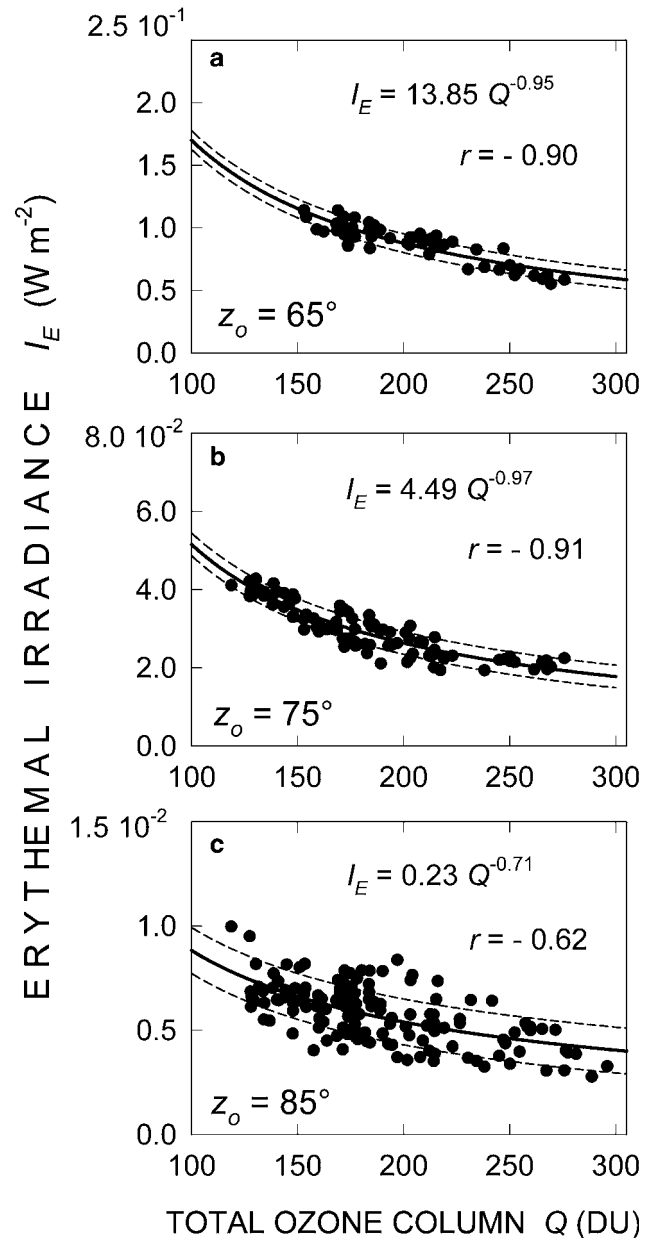 ERYTHEMAL IRRADIANCE I_E (W m⁻²)
2.5 10⁻¹
a
I_E = 13.85 Q^-0.95
2.0
r = - 0.90
1.5
1.0
0.5
z_o = 65°
0.0
100 150 200 250 300
8.0 10⁻²
b
I_E = 4.49 Q^-0.97
6.0
r = - 0.91
4.0
2.0
z_o = 75°
0.0
100 150 200 250 300
1.5 10⁻²
c
I_E = 0.23 Q^-0.71
1.0
r = - 0.62
0.5
z_o = 85°
0.0
100 150 200 250 300
TOTAL OZONE COLUMN Q (DU)